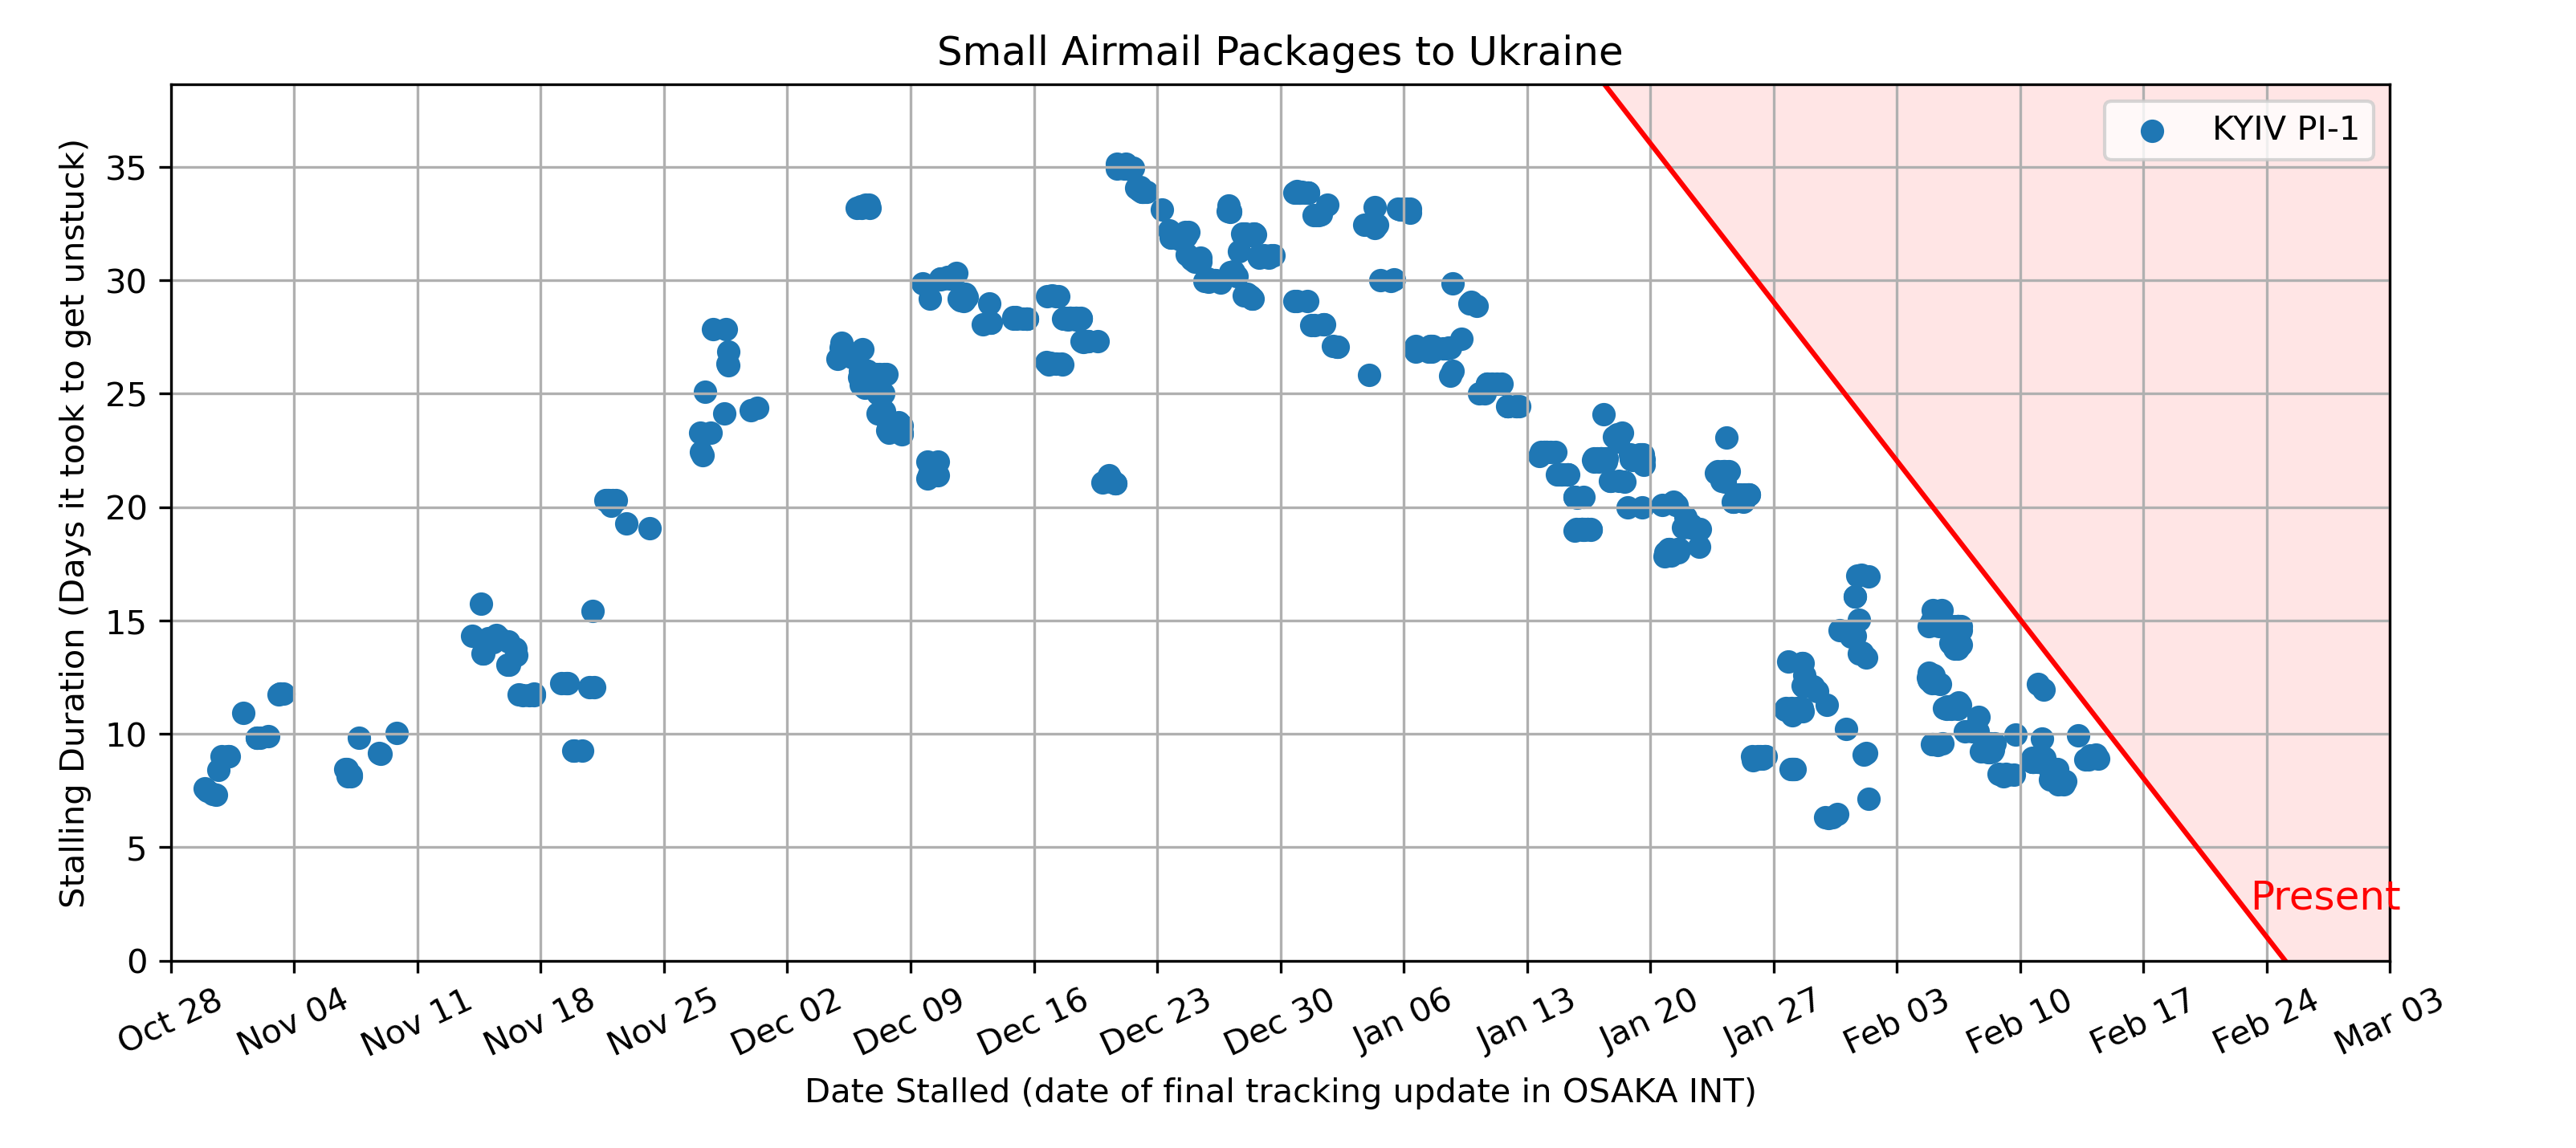 Small Airmail Packages to Ukraine
KYIV PI-1
Stalling Duration (Days it took to get unstuck)
35
30
25
20
15
10
5
0
Present
Oct 28
Nov 04
Nov 11
Nov 18
Nov 25
Dec 02
Dec 09
Dec 16
Dec 23
Dec 30
Jan 06
Jan 13
Jan 20
Jan 27
Feb 03
Feb 10
Feb 17
Feb 24
Mar 03
Date Stalled (date of final tracking update in OSAKA INT)